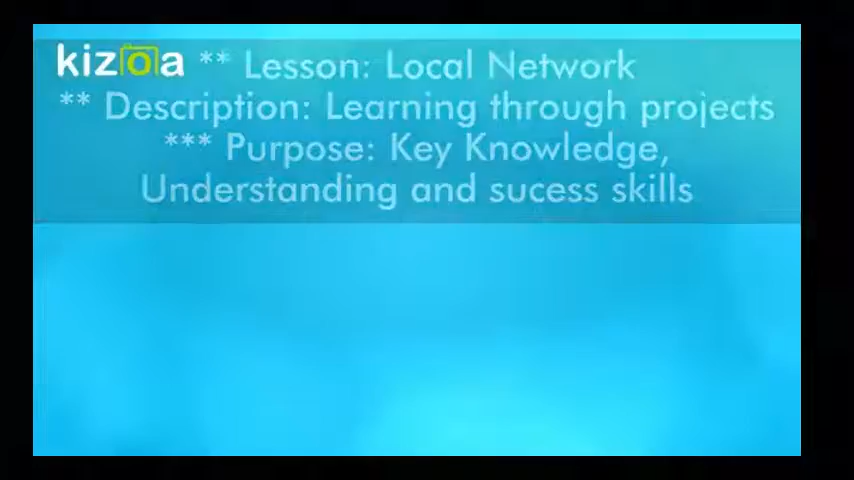 kizoa ** Lesson: Local Network
** Description: Learning through projects
*** Purpose: Key Knowledge,
Understanding and sucess skills